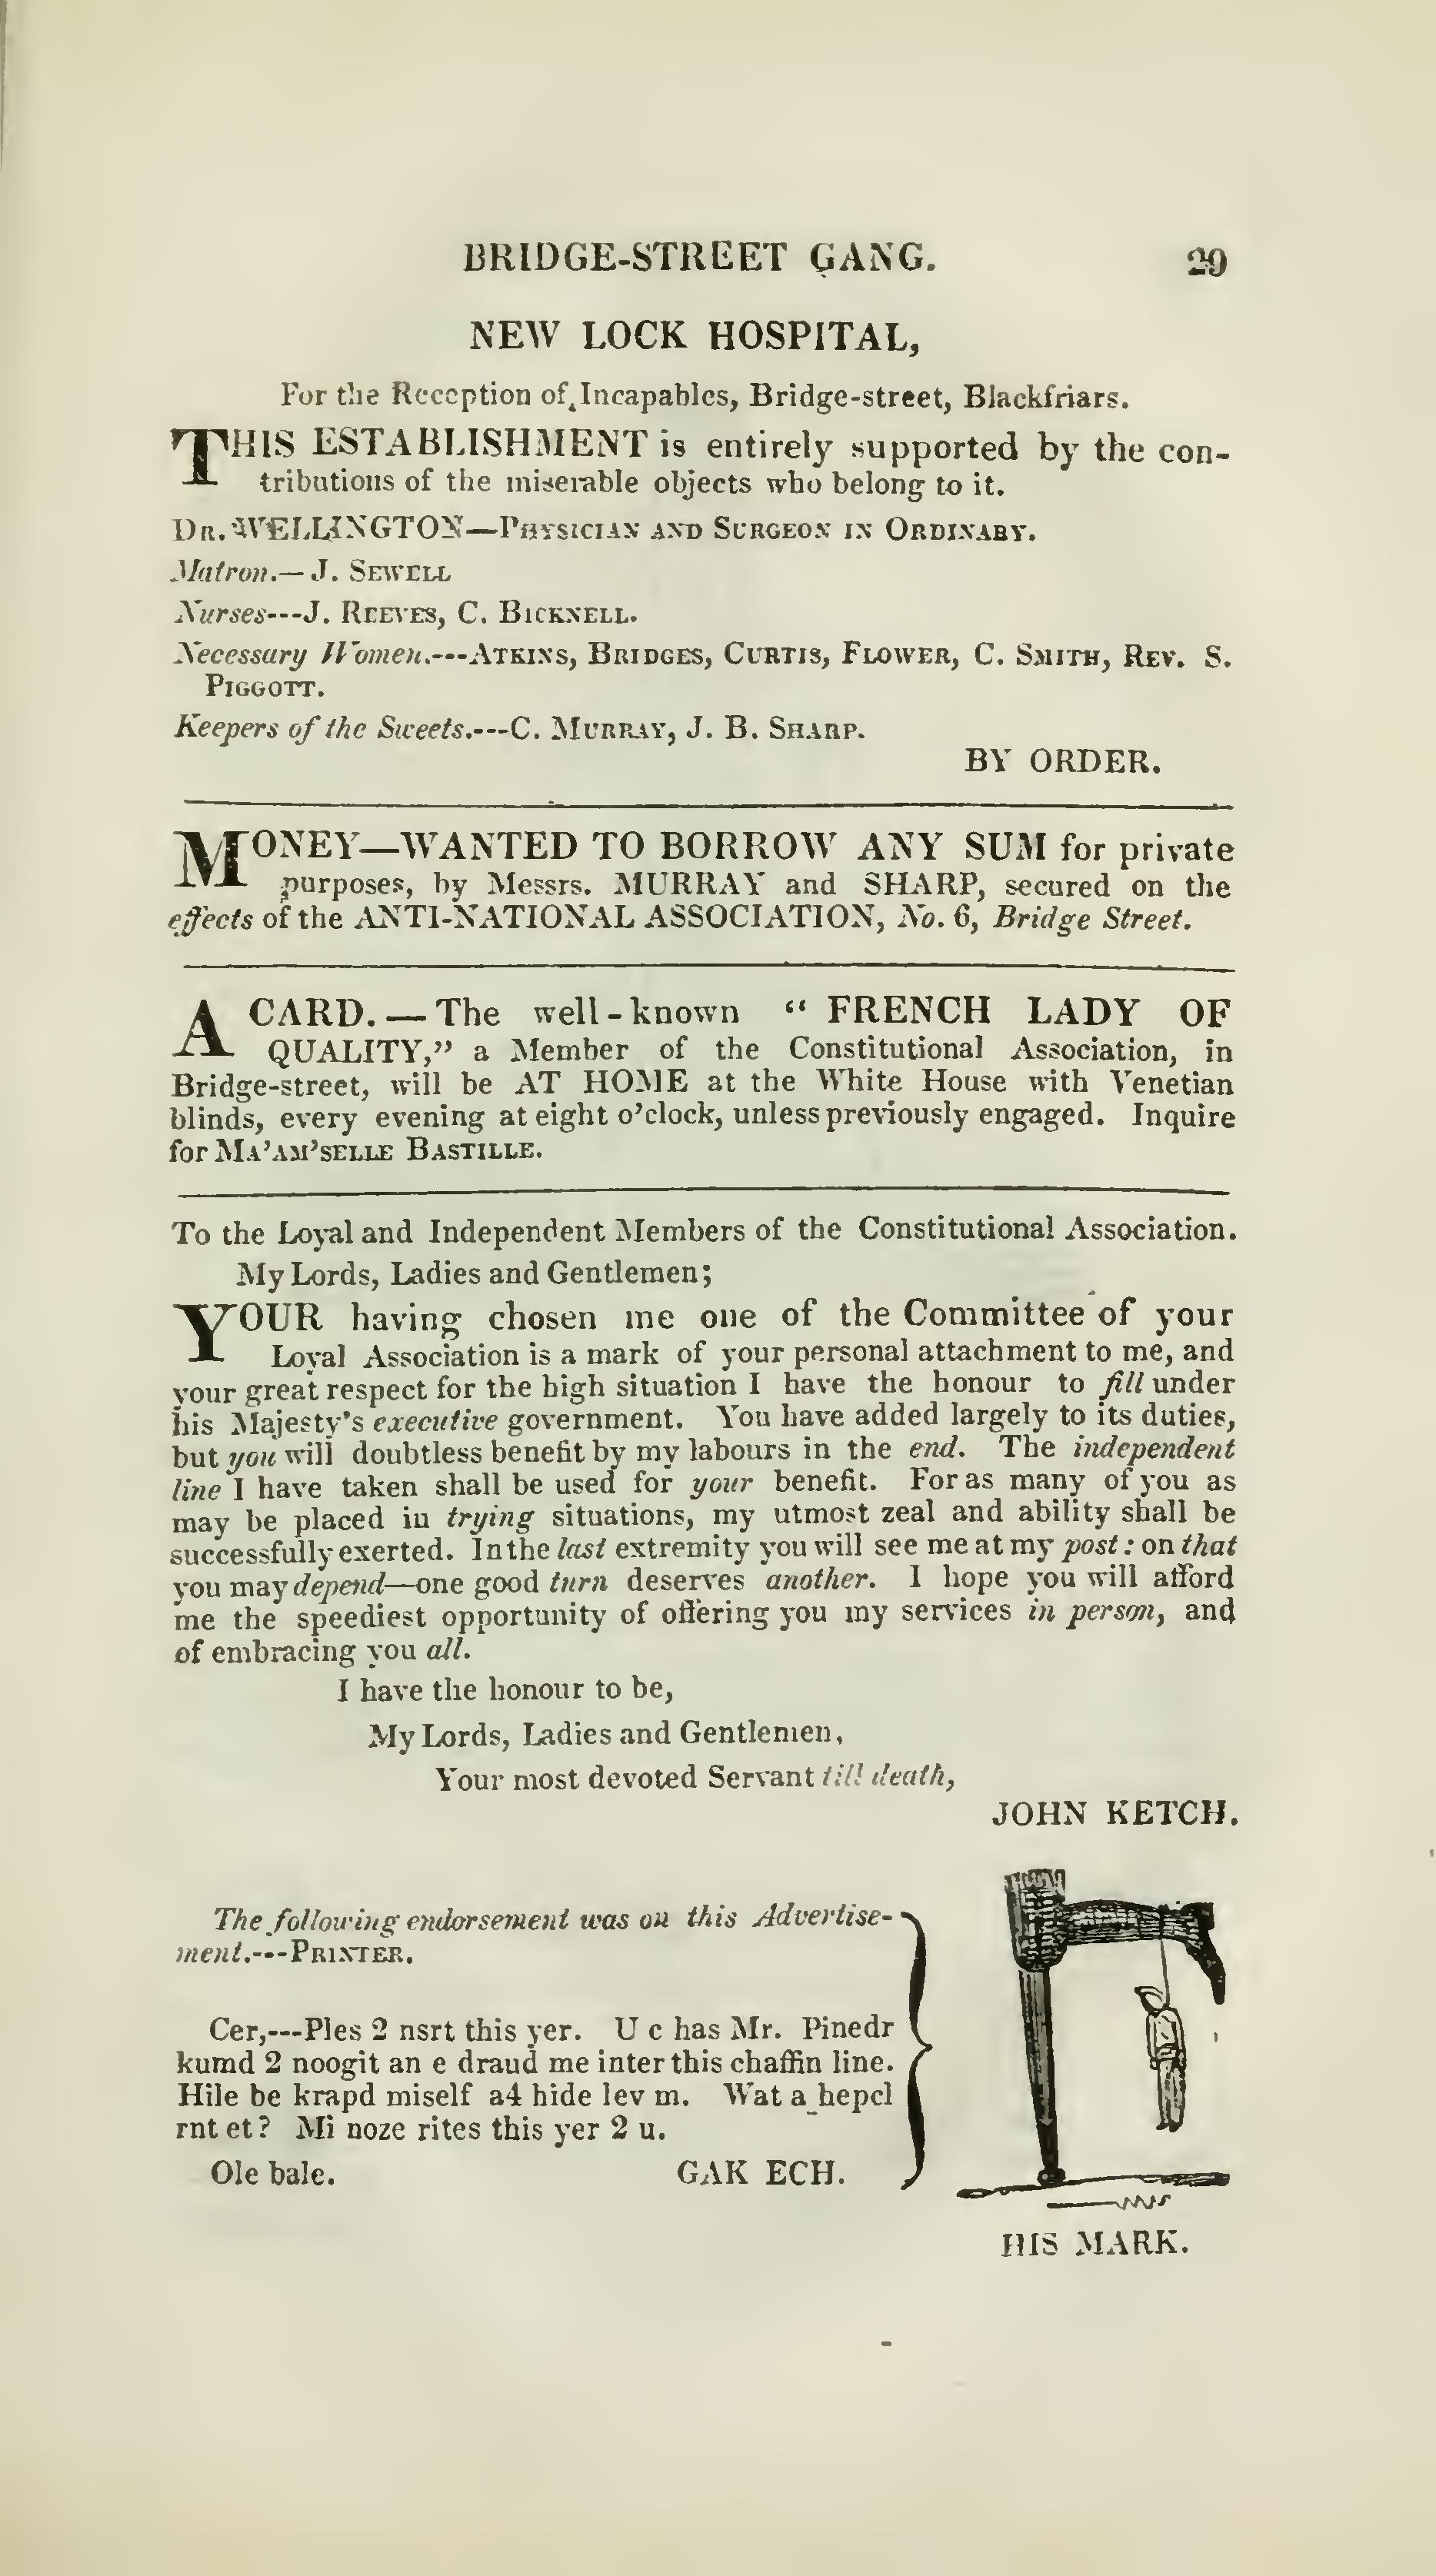 BRIDGE-STREET GANG. 29
NEW LOCK HOSPITAL,
For the Reception of Incapables, Bridge-street, Blackfriars.
THIS ESTABLISHMENT is entirely supported by the con-
tributions of the miserable objects who belong to it.
DR. WELLINGTON—PHYSICIAN AND SURGEON IN ORDINARY.
Matron.—J. SEWELL
Nurses---J. REEVES, C. BICKNELL.
Necessary Women.---ATKINS, BRIDGES, CURTIS, FLOWER, C. SMITH, REV. S.
PIGGOTT.
Keepers of the Sweets.---C. MURRAY, J. B. SHARP.
BY ORDER.
MONEY—WANTED TO BORROW ANY SUM for private
purposes, by Messrs. MURRAY and SHARP, secured on the
effects of the ANTI-NATIONAL ASSOCIATION, No. 6, Bridge Street.
A CARD.—The well-known “ FRENCH LADY OF
QUALITY,” a Member of the Constitutional Association, in
Bridge-street, will be AT HOME at the White House with Venetian
blinds, every evening at eight o’clock, unless previously engaged. Inquire
for MA’AM’SELLE BASTILLE.
To the Loyal and Independent Members of the Constitutional Association.
My Lords, Ladies and Gentlemen;
YOUR having chosen me one of the Committee of your
Loyal Association is a mark of your personal attachment to me, and
your great respect for the high situation I have the honour to fill under
his Majesty’s executive government. You have added largely to its duties,
but you will doubtless benefit by my labours in the end. The independent
line I have taken shall be used for your benefit. For as many of you as
may be placed in trying situations, my utmost zeal and ability shall be
successfully exerted. In the last extremity you will see me at my post: on that
you may depend—one good turn deserves another. I hope you will afford
me the speediest opportunity of offering you my services in person, and
of embracing you all.
I have the honour to be,
My Lords, Ladies and Gentlemen,
Your most devoted Servant till death,
JOHN KETCH.
The following endorsement was on this Advertise-
ment.---PRINTER.
Cer,---Ples 2 nsrt this yer. U c has Mr. Pinedr
kumd 2 noogit an e draud me inter this chaffin line.
Hile be krapd miself a4 hide lev m. Wat a hepcl
rnt et? Mi noze rites this yer 2 u.
Ole bale. GAK ECH.
HIS MARK.